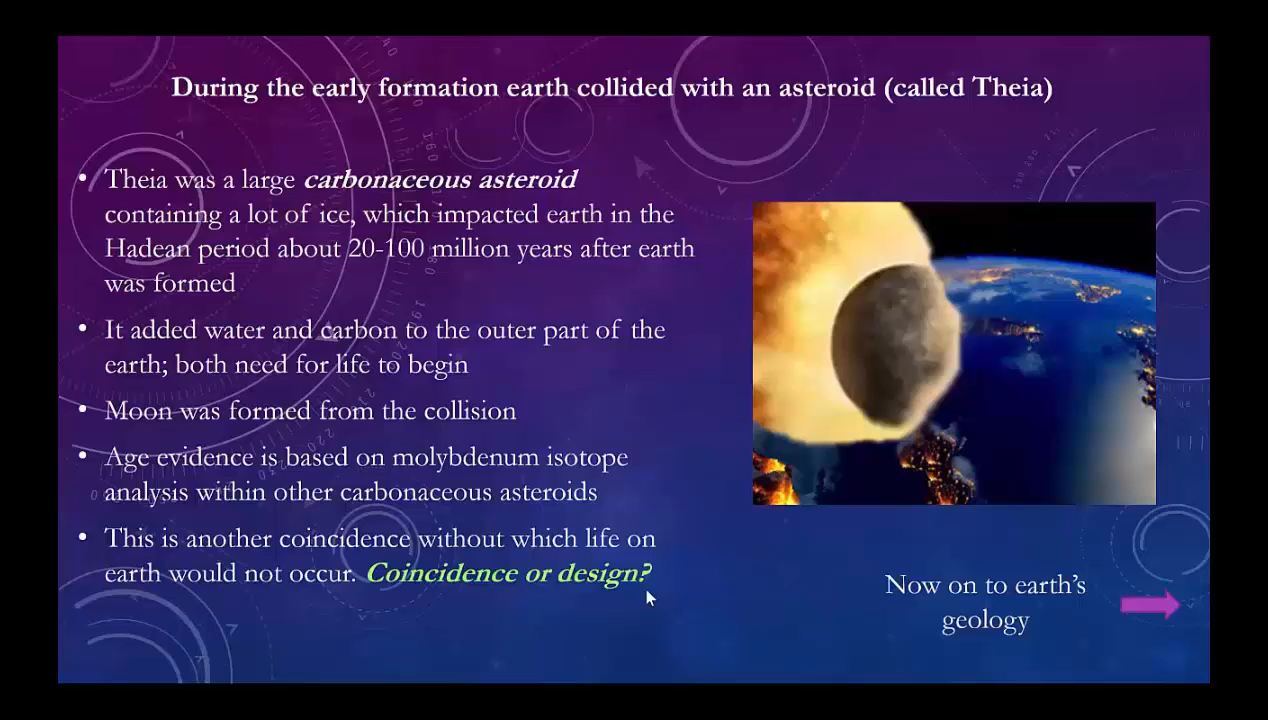 During the early formation earth collided with an asteroid (called Theia)
• Theia was a large carbonaceous asteroid
containing a lot of ice, which impacted earth in the
Hadean period about 20-100 million years after earth
was formed
• It added water and carbon to the outer part of the
earth; both need for life to begin
• Moon was formed from the collision
• Age evidence is based on molybdenum isotope
analysis within other carbonaceous asteroids
• This is another coincidence without which life on
earth would not occur. Coincidence or design?
Now on to earth's
geology